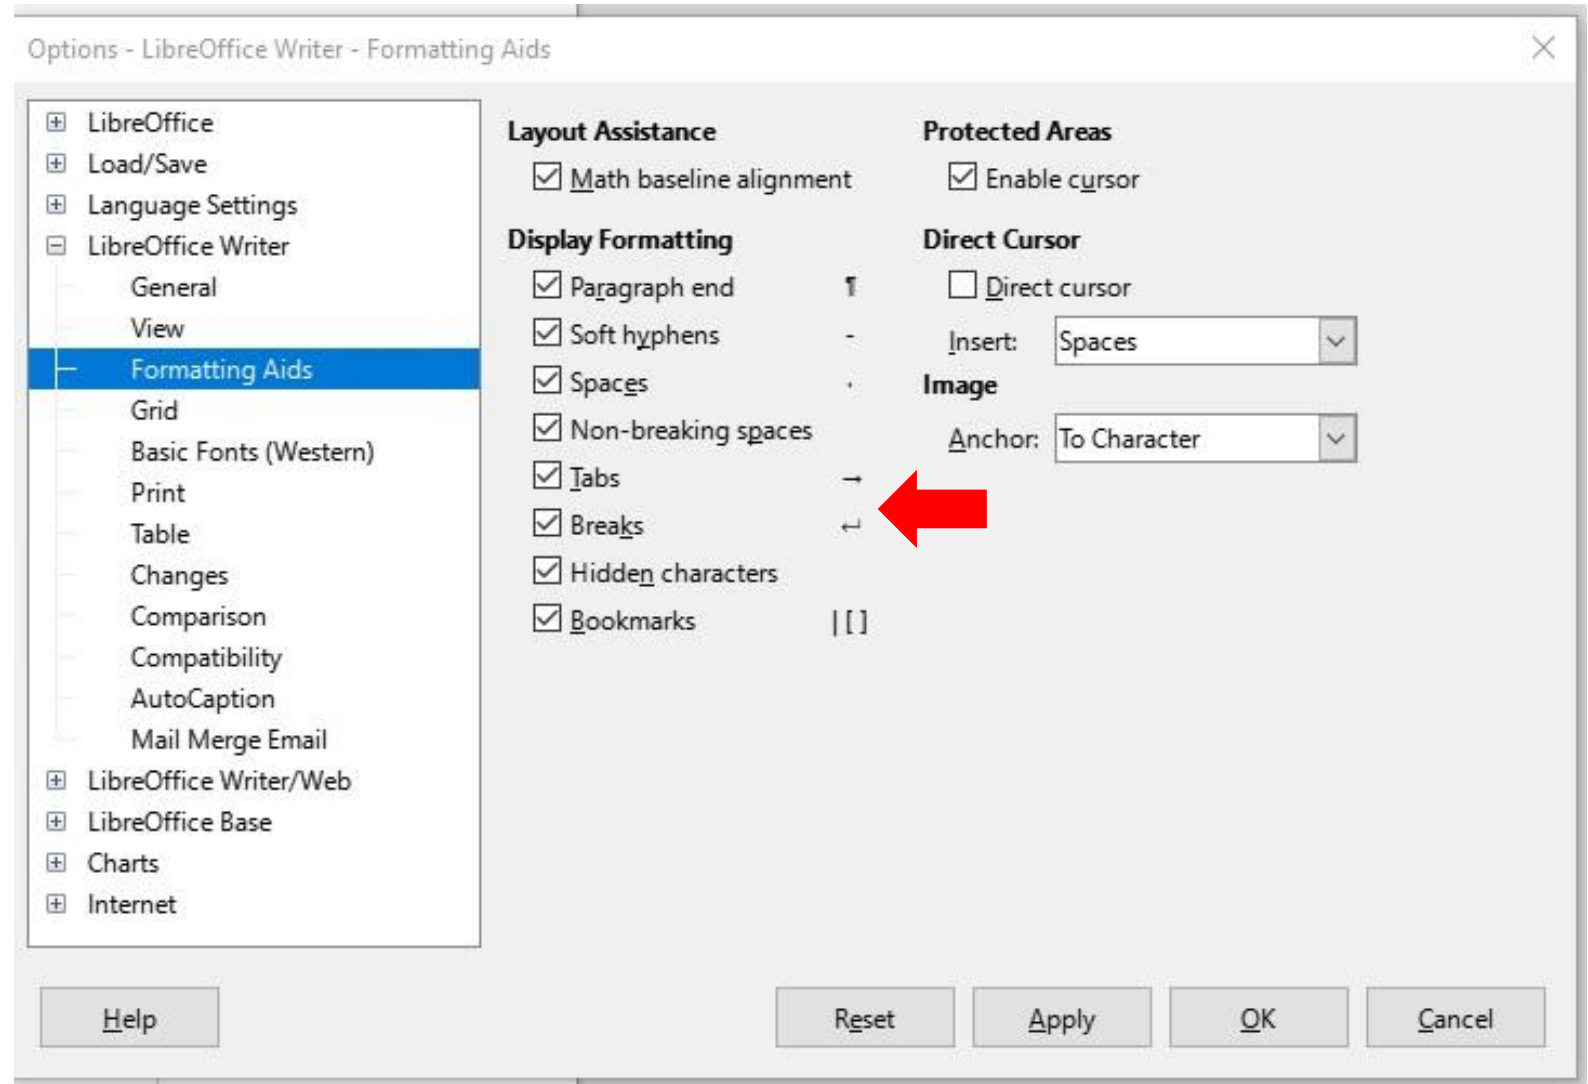 Options - LibreOffice Writer - Formatting Aids
LibreOffice
Load/Save
Language Settings
LibreOffice Writer
General
View
Formatting Aids
Grid
Basic Fonts (Western)
Print
Table
Changes
Comparison
Compatibility
AutoCaption
Mail Merge Email
LibreOffice Writer/Web
LibreOffice Base
Charts
Internet
Layout Assistance
Math baseline alignment
Display Formatting
Paragraph end ¶
Soft hyphens -
Spaces ·
Non-breaking spaces
Tabs →
Breaks ↵
Hidden characters
Bookmarks |[]
Protected Areas
Enable cursor
Direct Cursor
Direct cursor
Insert: Spaces
Image
Anchor: To Character
Help
Reset
Apply
OK
Cancel